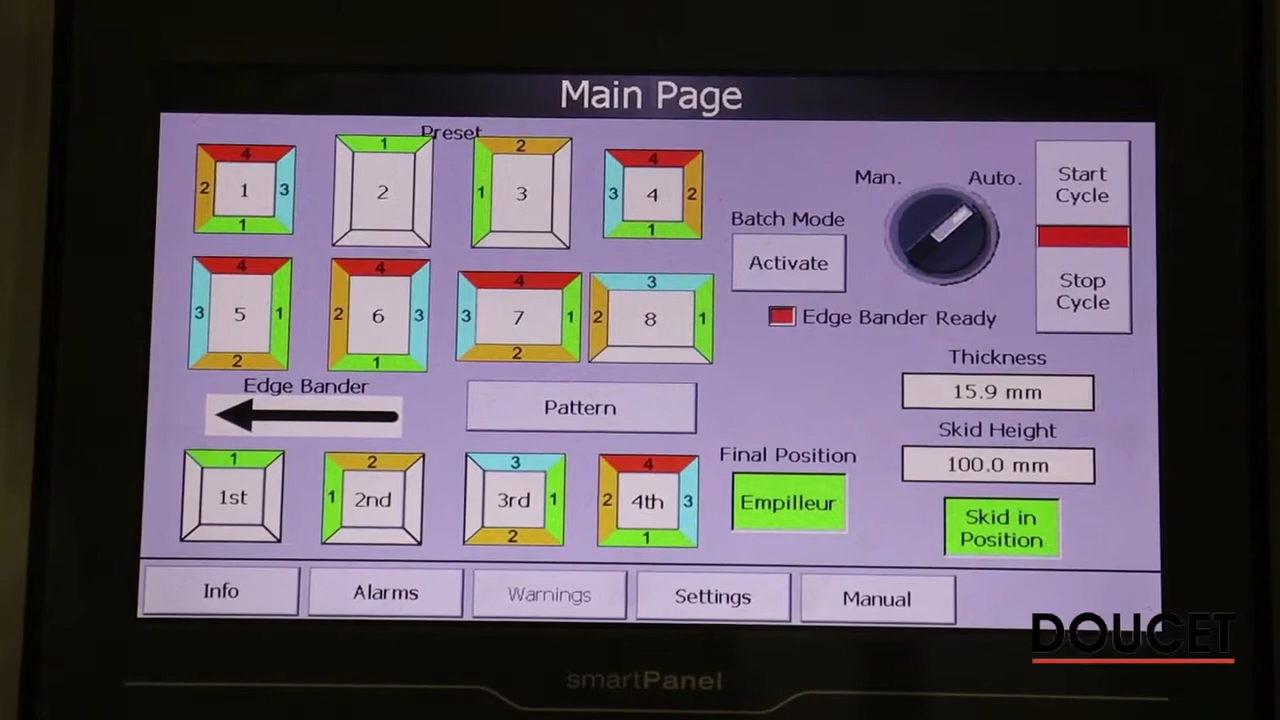 Main Page
Preset
4
2
1
3
1
1
2
2
1
3
4
3
4
2
1
4
3
5
1
2
4
2
6
3
1
4
3
7
1
2
3
2
8
1
Man.
Auto.
Batch Mode
Activate
Edge Bander Ready
Start
Cycle
Stop
Cycle
Thickness
15.9 mm
Skid Height
100.0 mm
Skid in
Position
Edge Bander
Pattern
1
1st
2
1
2nd
3
3rd
1
2
4
2
4th
3
1
Final Position
Empilleur
Info
Alarms
Warnings
Settings
Manual
DOUCET
smartPanel